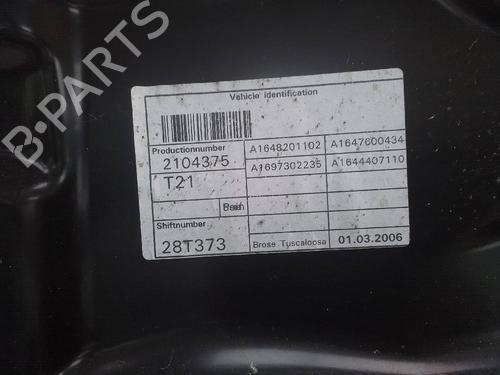 B-PARTS
Vehicle identification
Productionnumber
2104375
T21
Shiftnumber
28T373
A1648201102 A1647600434
A1697302235 A1644407110
Brose Tuscaloosa 01.03.2006